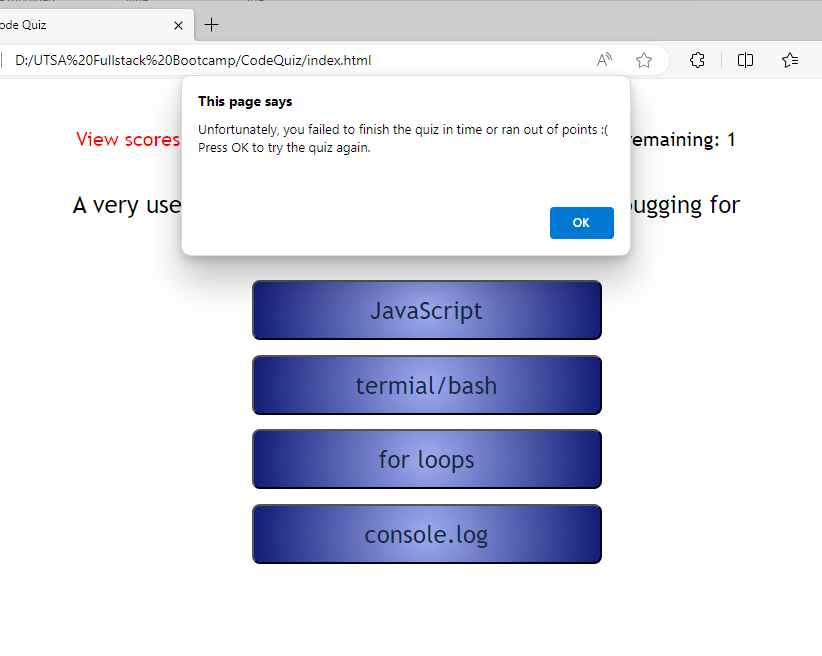 ode Quiz
D:/UTSA%20Fullstack%20Bootcamp/CodeQuiz/index.html
This page says
Unfortunately, you failed to finish the quiz in time or ran out of points :(
Press OK to try the quiz again.
View scores
remaining: 1
A very use
ugging for
OK
JavaScript
termial/bash
for loops
console.log